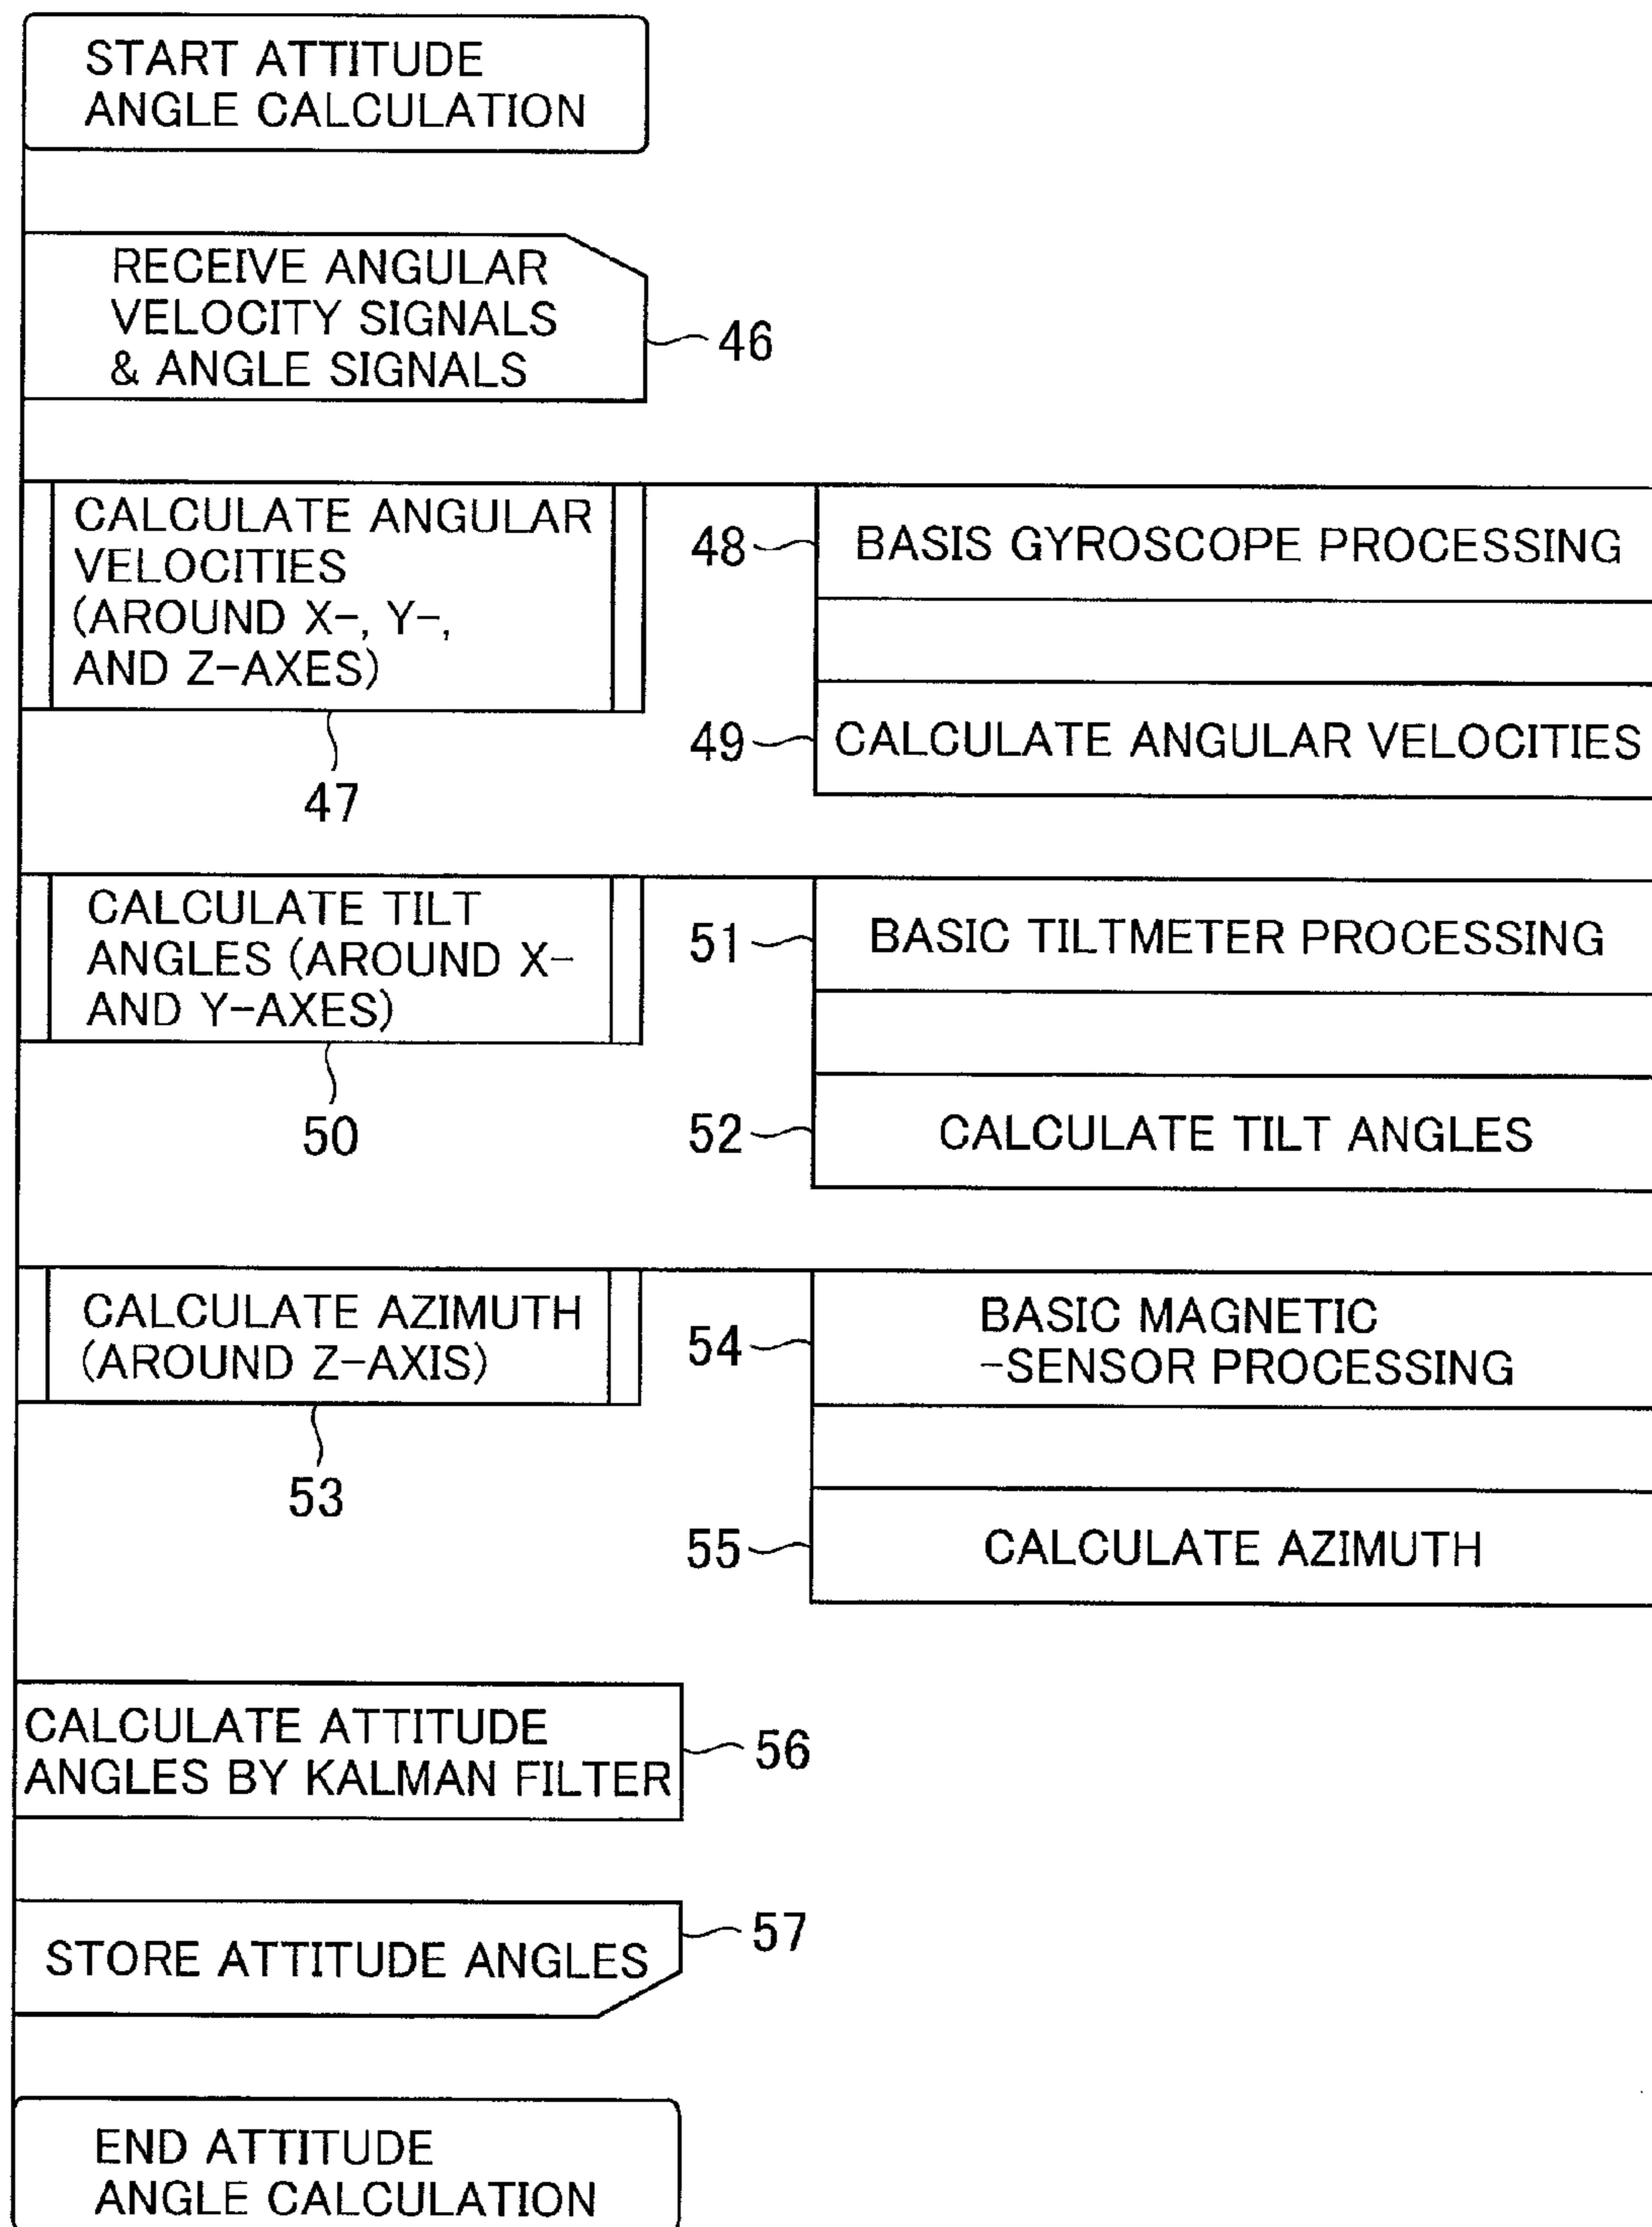 START ATTITUDE
ANGLE CALCULATION
RECEIVE ANGULAR
VELOCITY SIGNALS
& ANGLE SIGNALS
46
CALCULATE ANGULAR
VELOCITIES
(AROUND X-, Y-,
AND Z-AXES)
47
48
BASIS GYROSCOPE PROCESSING
49
CALCULATE ANGULAR VELOCITIES
CALCULATE TILT
ANGLES (AROUND X-
AND Y-AXES)
50
51
BASIC TILTMETER PROCESSING
52
CALCULATE TILT ANGLES
CALCULATE AZIMUTH
(AROUND Z-AXIS)
53
54
BASIC MAGNETIC
-SENSOR PROCESSING
55
CALCULATE AZIMUTH
CALCULATE ATTITUDE
ANGLES BY KALMAN FILTER
56
STORE ATTITUDE ANGLES
57
END ATTITUDE
ANGLE CALCULATION